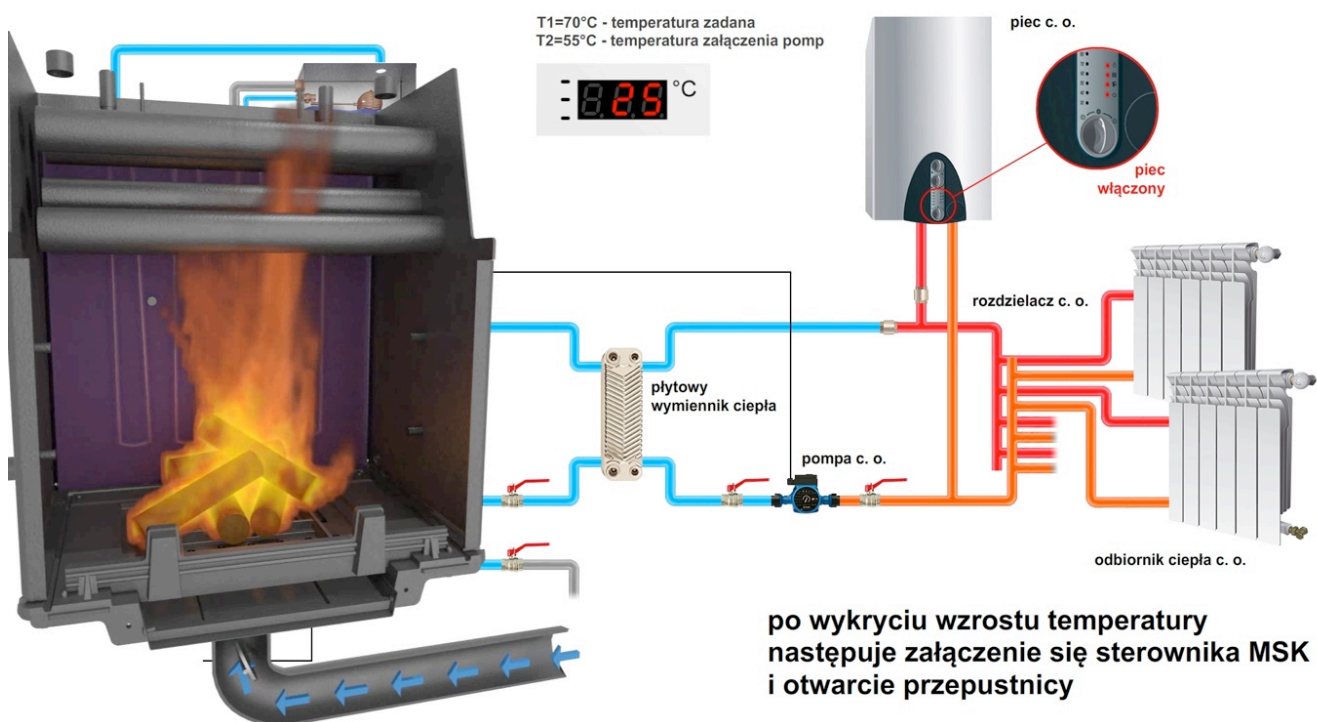 T1=70°C - temperatura zadana
T2=55°C - temperatura załączenia pomp
25 °C
piec c. o.
piec
włączony
rozdzielacz c. o.
płytowy
wymiennik ciepła
pompa c. o.
odbiornik ciepła c. o.
po wykryciu wzrostu temperatury
następuje załączenie się sterownika MSK
i otwarcie przepustnicy